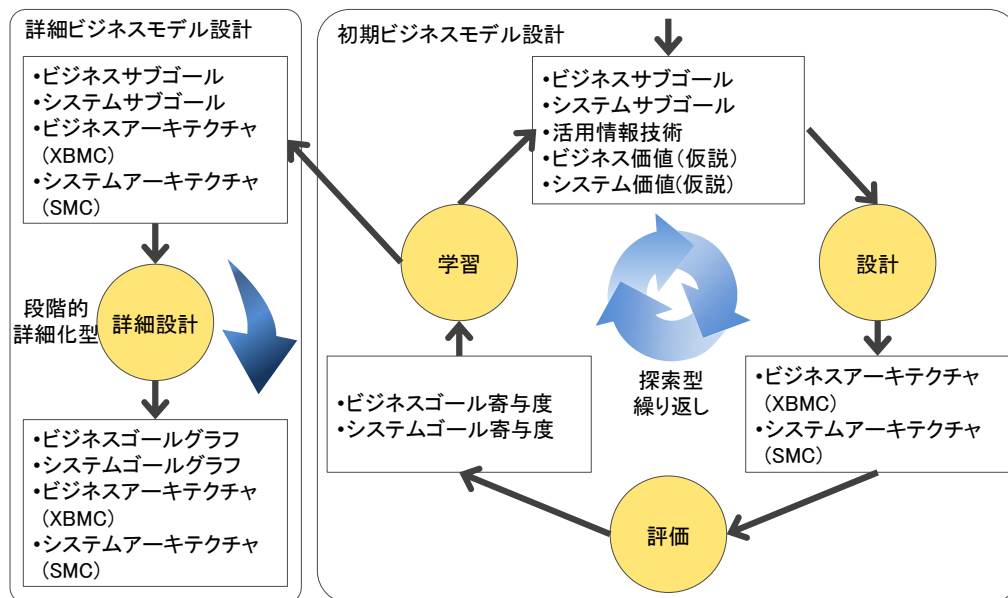 詳細ビジネスモデル設計
•ビジネスサブゴール
•システムサブゴール
•ビジネスアーキテクチャ
(XBMC)
•システムアーキテクチャ
(SMC)
段階的
詳細化型
詳細設計
•ビジネスゴールグラフ
•システムゴールグラフ
•ビジネスアーキテクチャ
(XBMC)
•システムアーキテクチャ
(SMC)
初期ビジネスモデル設計
•ビジネスサブゴール
•システムサブゴール
•活用情報技術
•ビジネス価値(仮説)
•システム価値(仮説)
学習
設計
探索型
繰り返し
•ビジネスゴール寄与度
•システムゴール寄与度
•ビジネスアーキテクチャ
(XBMC)
•システムアーキテクチャ
(SMC)
評価